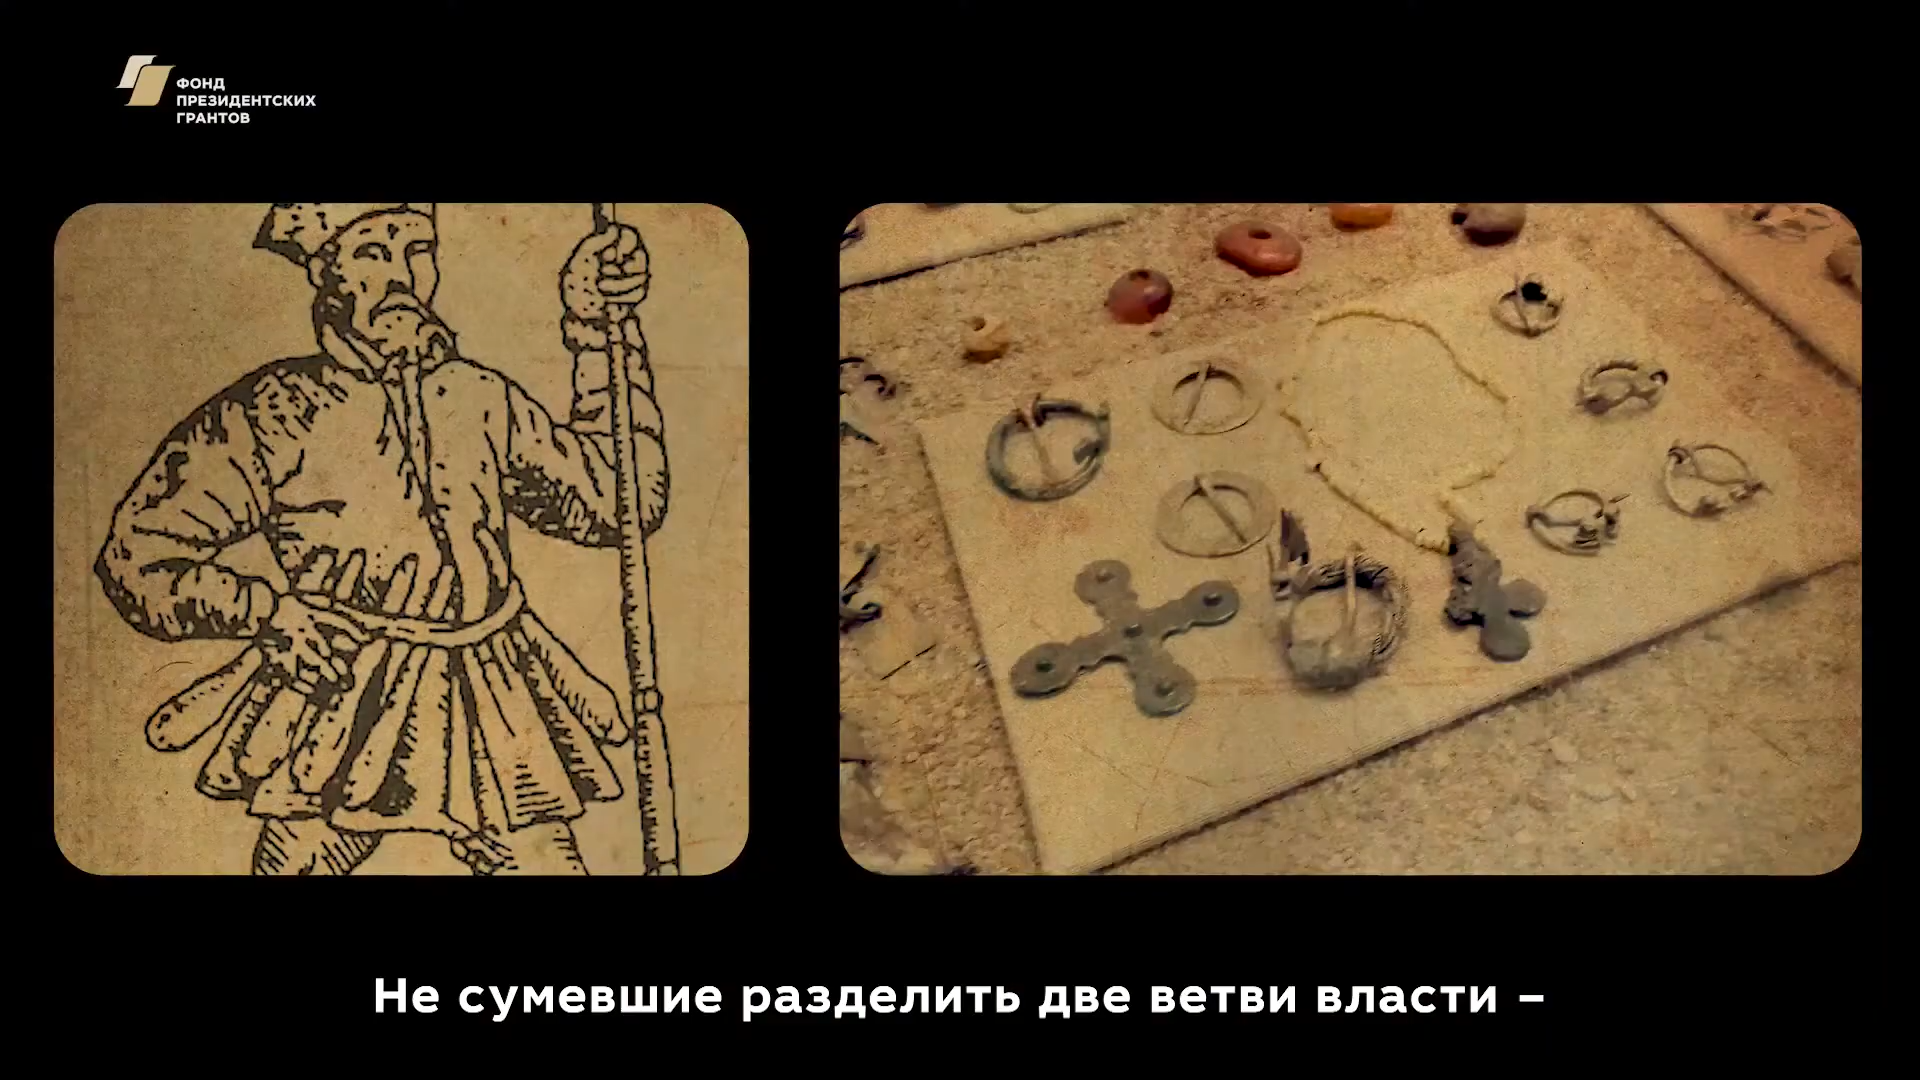 ФОНД
ПРЕЗИДЕНТСКИХ
ГРАНТОВ
Не сумевшие разделить две ветви власти –